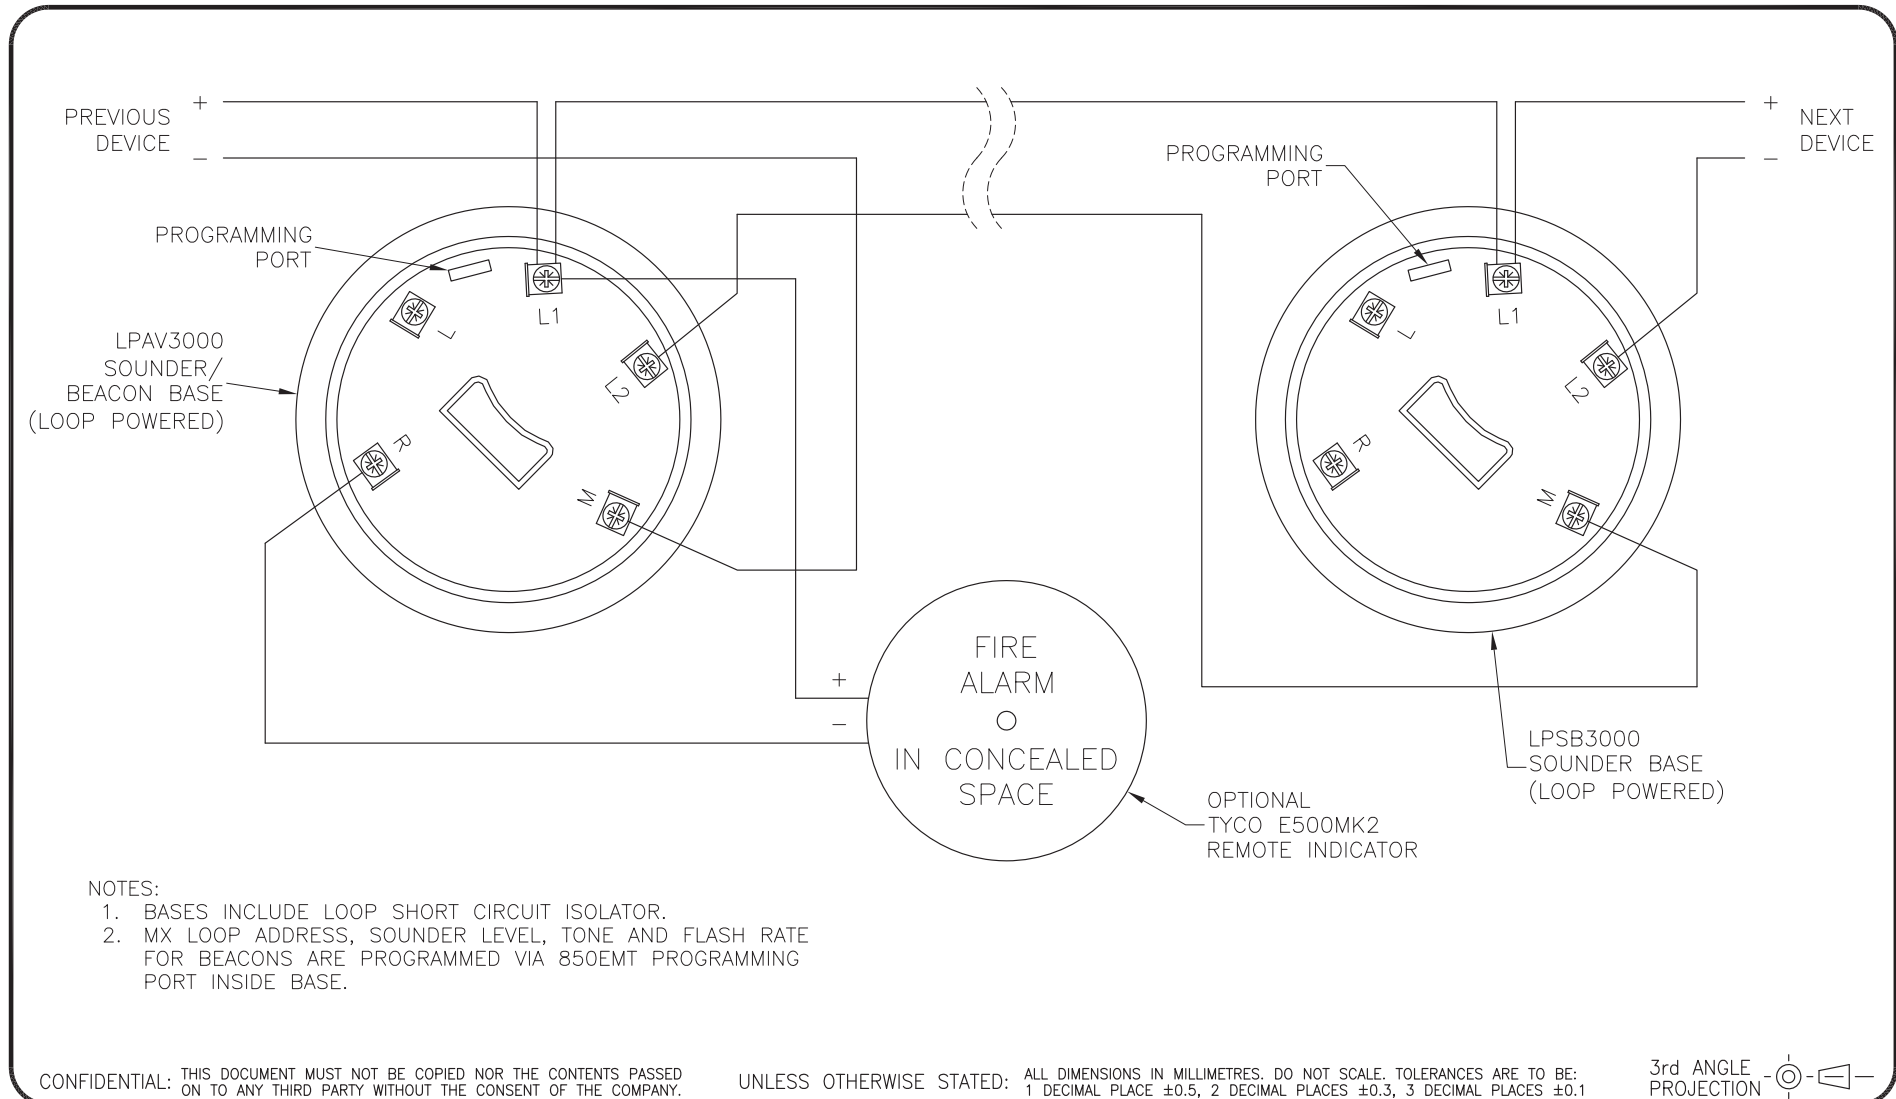 +
PREVIOUS
DEVICE
−
+
NEXT
DEVICE
−
PROGRAMMING
PORT
PROGRAMMING
PORT
L1
L
L2
R
M
LPAV3000
SOUNDER/
BEACON BASE
(LOOP POWERED)
L1
L
L2
R
M
+
−
FIRE
ALARM
IN CONCEALED
SPACE
LPSB3000
SOUNDER BASE
(LOOP POWERED)
OPTIONAL
TYCO E500MK2
REMOTE INDICATOR
NOTES:
1. BASES INCLUDE LOOP SHORT CIRCUIT ISOLATOR.
2. MX LOOP ADDRESS, SOUNDER LEVEL, TONE AND FLASH RATE
FOR BEACONS ARE PROGRAMMED VIA 850EMT PROGRAMMING
PORT INSIDE BASE.
CONFIDENTIAL: THIS DOCUMENT MUST NOT BE COPIED NOR THE CONTENTS PASSED
ON TO ANY THIRD PARTY WITHOUT THE CONSENT OF THE COMPANY.
UNLESS OTHERWISE STATED: ALL DIMENSIONS IN MILLIMETRES. DO NOT SCALE. TOLERANCES ARE TO BE:
1 DECIMAL PLACE ±0.5, 2 DECIMAL PLACES ±0.3, 3 DECIMAL PLACES ±0.1
3rd ANGLE
PROJECTION